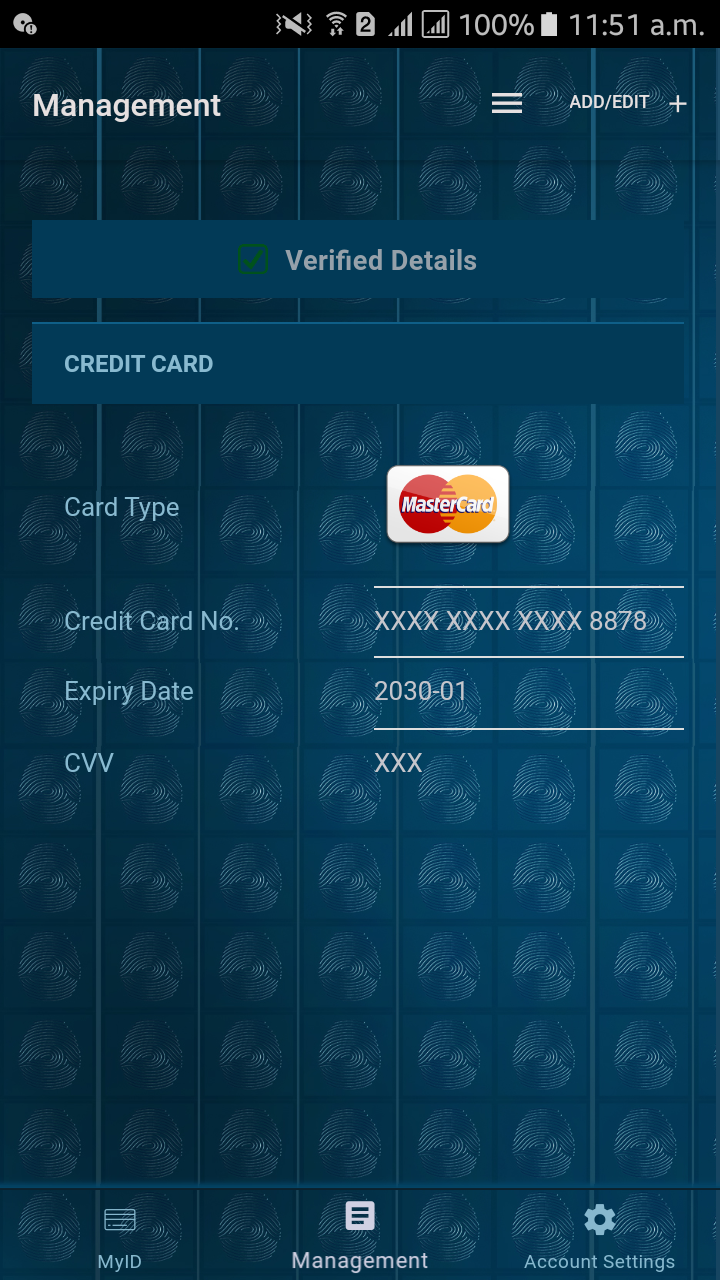 2 100% 11:51 a.m.
Management ADD/EDIT +
Verified Details
CREDIT CARD
Card Type MasterCard
Credit Card No. XXXX XXXX XXXX 8878
Expiry Date 2030-01
CVV XXX
MyID Management Account Settings